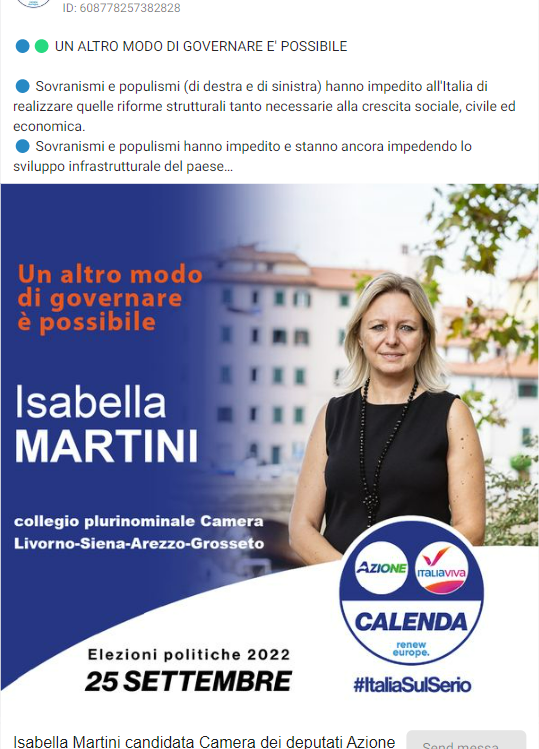 ID: 608778257382828
UN ALTRO MODO DI GOVERNARE E' POSSIBILE
Sovranismi e populismi (di destra e di sinistra) hanno impedito all'Italia di
realizzare quelle riforme strutturali tanto necessarie alla crescita sociale, civile ed
economica.
Sovranismi e populismi hanno impedito e stanno ancora impedendo lo
sviluppo infrastrutturale del paese...
Un altro modo
di governare
è possibile
Isabella
MARTINI
collegio plurinominale Camera
Livorno-Siena-Arezzo-Grosseto
AZIONE
ITALIAVIVA
CALENDA
renew
europe.
Elezioni politiche 2022
25 SETTEMBRE
#ItaliaSulSerio
Isabella Martini candidata Camera dei deputati Azione
Send messa